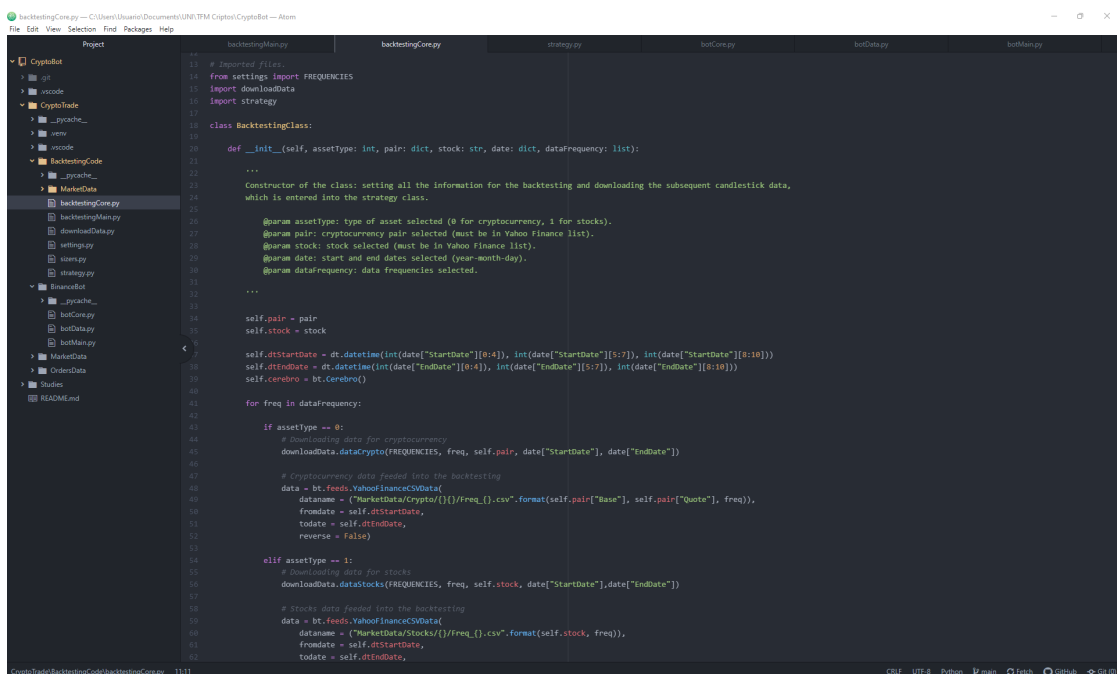 backtestingCore.py — C:\Users\Usuario\Documents\UNI\TFM Criptos\CryptoBot — Atom
File Edit View Selection Find Packages Help
Project
backtestingMain.py
backtestingCore.py
strategy.py
botCore.py
botData.py
botMain.py
CryptoBot
.git
.vscode
CryptoTrade
__pycache__
.venv
.vscode
BacktestingCode
__pycache__
MarketData
backtestingCore.py
backtestingMain.py
downloadData.py
settings.py
sizers.py
strategy.py
BinanceBot
__pycache__
botCore.py
botData.py
botMain.py
MarketData
OrdersData
Studies
README.md
12
13 # Imported files.
14 from settings import FREQUENCIES
15 import downloadData
16 import strategy
17
18 class BacktestingClass:
19
20 def __init__(self, assetType: int, pair: dict, stock: str, date: dict, dataFrequency: list):
21
22 '''
23 Constructor of the class: setting all the information for the backtesting and downloading the subsequent candlestick data,
24 which is entered into the strategy class.
25
26 @param assetType: type of asset selected (0 for cryptocurrency, 1 for stocks).
27 @param pair: cryptocurrency pair selected (must be in Yahoo Finance list).
28 @param stock: stock selected (must be in Yahoo Finance list).
29 @param date: start and end dates selected (year-month-day).
30 @param dataFrequency: data frequencies selected.
31
32 '''
33
34 self.pair = pair
35 self.stock = stock
36
37 self.dtStartDate = dt.datetime(int(date["StartDate"][0:4]), int(date["StartDate"][5:7]), int(date["StartDate"][8:10]))
38 self.dtEndDate = dt.datetime(int(date["EndDate"][0:4]), int(date["EndDate"][5:7]), int(date["EndDate"][8:10]))
39 self.cerebro = bt.Cerebro()
40
41 for freq in dataFrequency:
42
43 if assetType == 0:
44 # Downloading data for cryptocurrency
45 downloadData.dataCrypto(FREQUENCIES, freq, self.pair, date["StartDate"], date["EndDate"])
46
47 # Cryptocurrency data feeded into the backtesting
48 data = bt.feeds.YahooFinanceCSVData(
49 dataname = ("MarketData/Crypto/{}{}/Freq_{}.csv".format(self.pair["Base"], self.pair["Quote"], freq)),
50 fromdate = self.dtStartDate,
51 todate = self.dtEndDate,
52 reverse = False)
53
54 elif assetType == 1:
55 # Downloading data for stocks
56 downloadData.dataStocks(FREQUENCIES, freq, self.stock, date["StartDate"],date["EndDate"])
57
58 # Stocks data feeded into the backtesting
59 data = bt.feeds.YahooFinanceCSVData(
60 dataname = ("MarketData/Stocks/{}/Freq_{}.csv".format(self.stock, freq)),
61 fromdate = self.dtStartDate,
62 todate = self.dtEndDate,
CryptoTrade\BacktestingCode\backtestingCore.py 11:11
CRLF UTF-8 Python main Fetch GitHub Git (0)